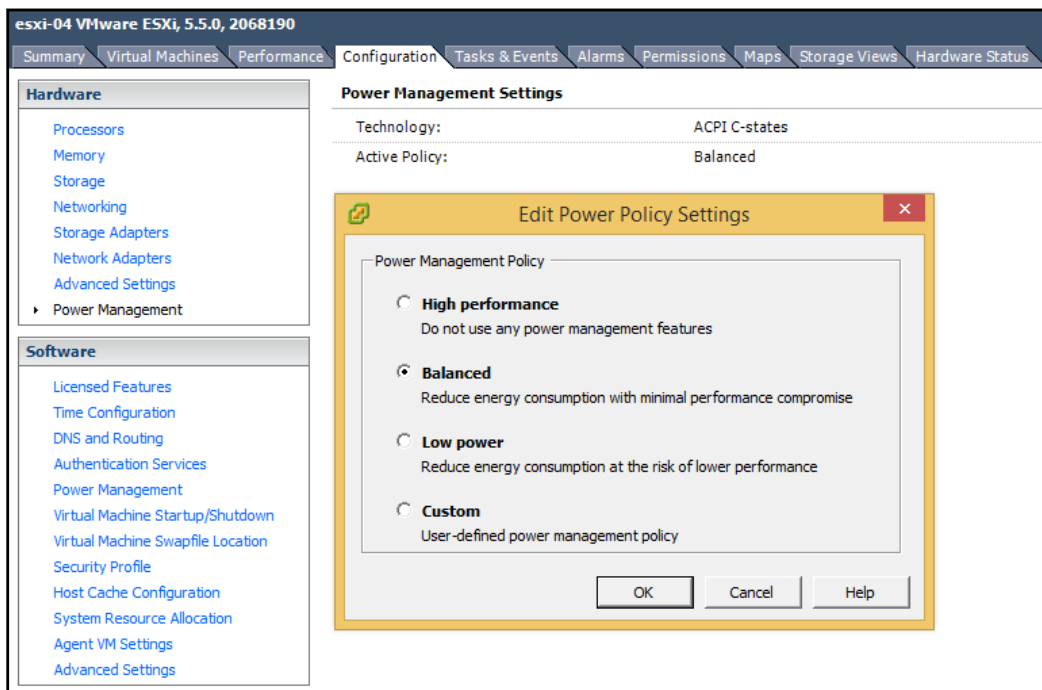 esxi-04 VMware ESXi, 5.5.0, 2068190
Summary Virtual Machines Performance Configuration Tasks & Events Alarms Permissions Maps Storage Views Hardware Status
Hardware
Processors
Memory
Storage
Networking
Storage Adapters
Network Adapters
Advanced Settings
Power Management
Software
Licensed Features
Time Configuration
DNS and Routing
Authentication Services
Power Management
Virtual Machine Startup/Shutdown
Virtual Machine Swapfile Location
Security Profile
Host Cache Configuration
System Resource Allocation
Agent VM Settings
Advanced Settings
Power Management Settings
Technology: ACPI C-states
Active Policy: Balanced
Edit Power Policy Settings
Power Management Policy
High performance
Do not use any power management features
Balanced
Reduce energy consumption with minimal performance compromise
Low power
Reduce energy consumption at the risk of lower performance
Custom
User-defined power management policy
OK Cancel Help